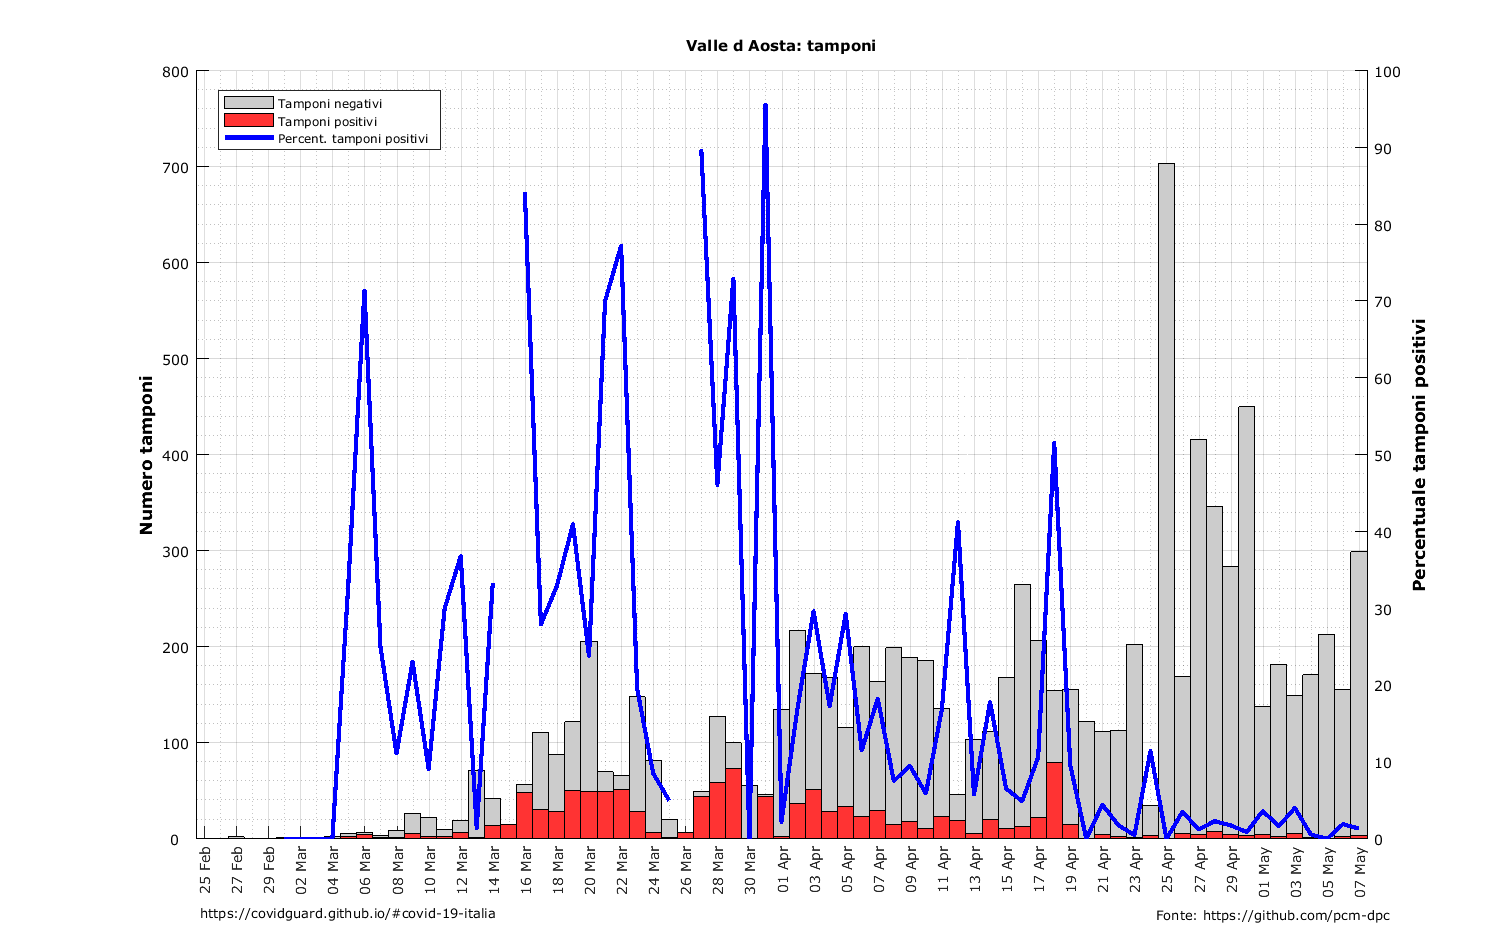 Valle d Aosta: tamponi
Tamponi negativi
Tamponi positivi
Percent. tamponi positivi
Numero tamponi
800
700
600
500
400
300
200
100
0
100
90
80
70
60
50
40
30
20
10
0
Percentuale tamponi positivi
25 Feb
27 Feb
29 Feb
02 Mar
04 Mar
06 Mar
08 Mar
10 Mar
12 Mar
14 Mar
16 Mar
18 Mar
20 Mar
22 Mar
24 Mar
26 Mar
28 Mar
30 Mar
01 Apr
03 Apr
05 Apr
07 Apr
09 Apr
11 Apr
13 Apr
15 Apr
17 Apr
19 Apr
21 Apr
23 Apr
25 Apr
27 Apr
29 Apr
01 May
03 May
05 May
07 May
https://covidguard.github.io/#covid-19-italia
Fonte: https://github.com/pcm-dpc